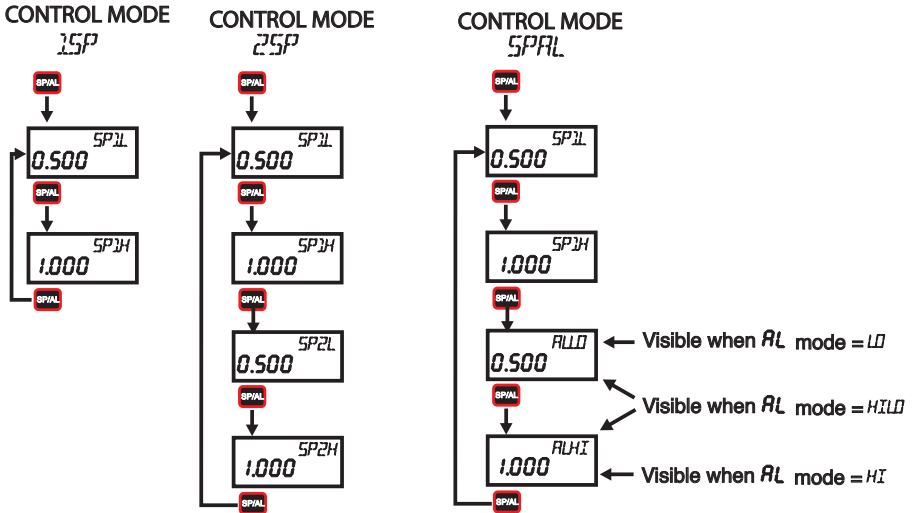 CONTROL MODE
1SP
SP/AL
SP1L
0.500
SP/AL
SP1H
1.000
SP/AL
CONTROL MODE
2SP
SP/AL
SP1L
0.500
SP/AL
SP1H
1.000
SP/AL
SP2L
0.500
SP/AL
SP2H
1.000
SP/AL
CONTROL MODE
SPAL
SP/AL
SP1L
0.500
SP/AL
SP1H
1.000
SP/AL
ALLO
0.500
SP/AL
ALHI
1.000
SP/AL
Visible when AL mode = LO
Visible when AL mode = HILO
Visible when AL mode = HI